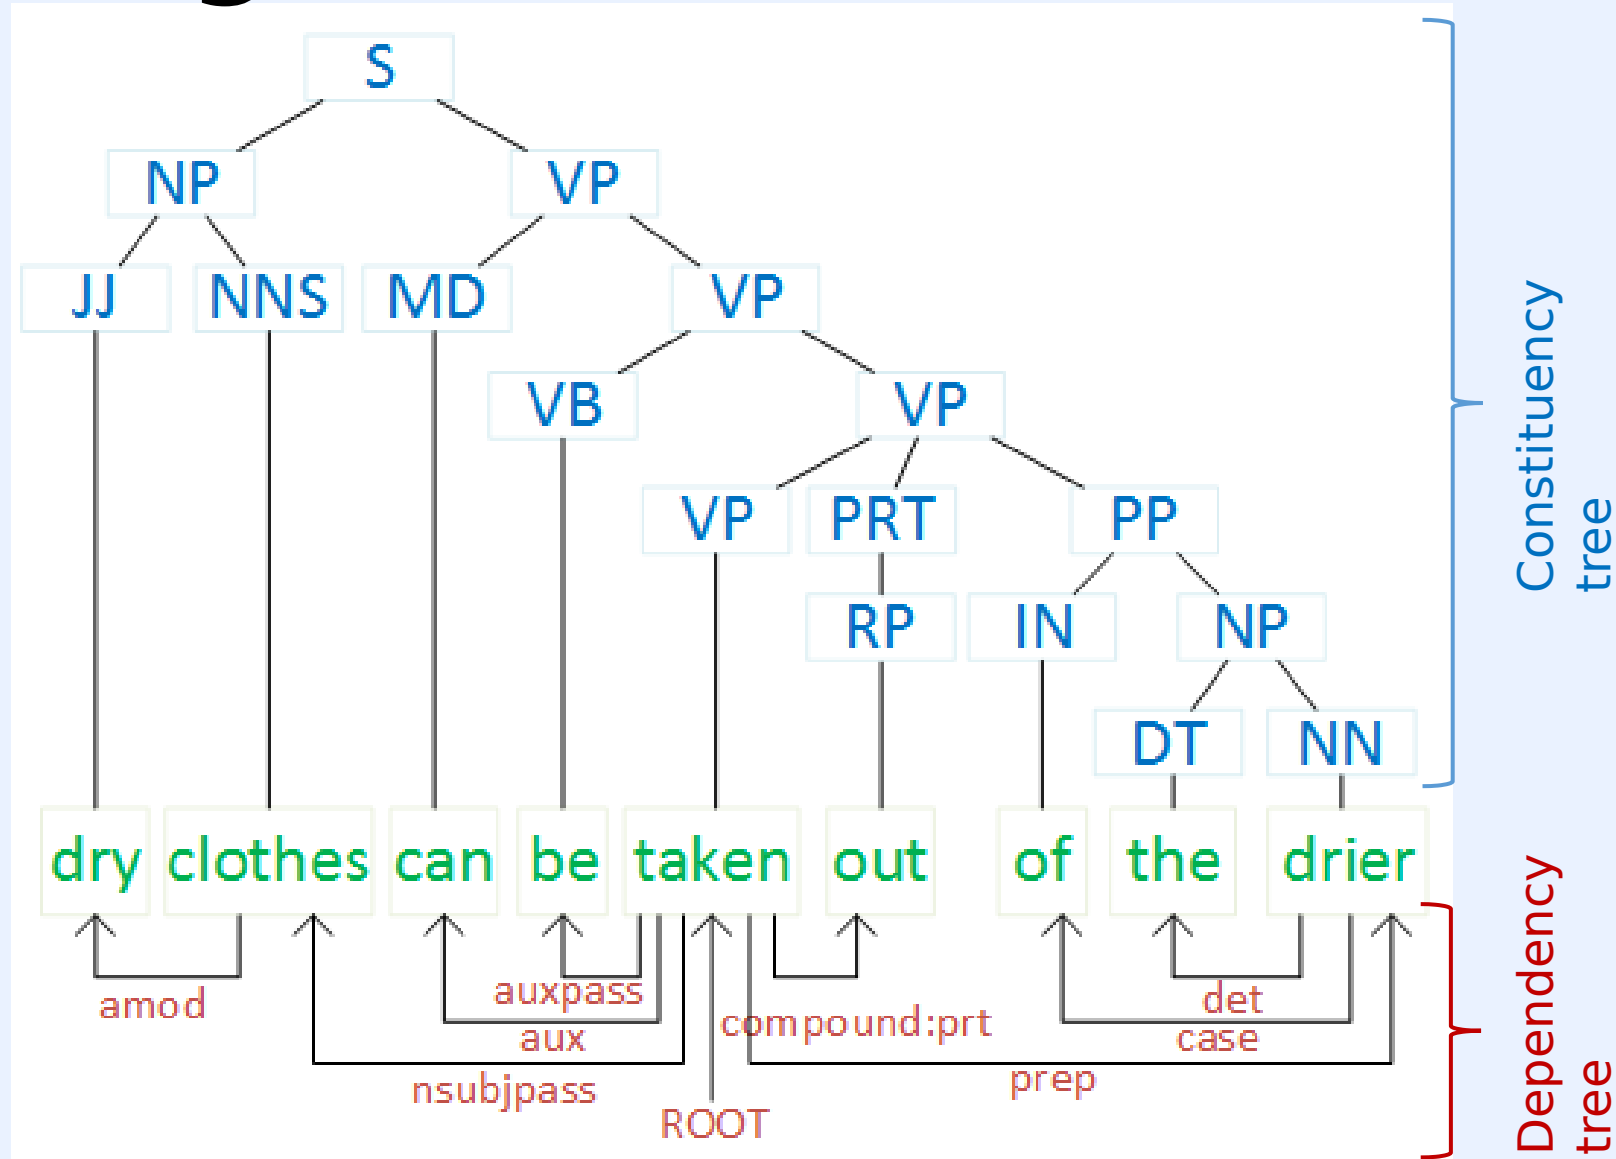 S
NP VP
JJ NNS MD VP
VB VP
VP PRT PP
RP IN NP
DT NN
dry clothes can be taken out of the drier
amod auxpass det
aux compound:prt case
nsubjpass prep
ROOT
Constituency
tree
Dependency
tree